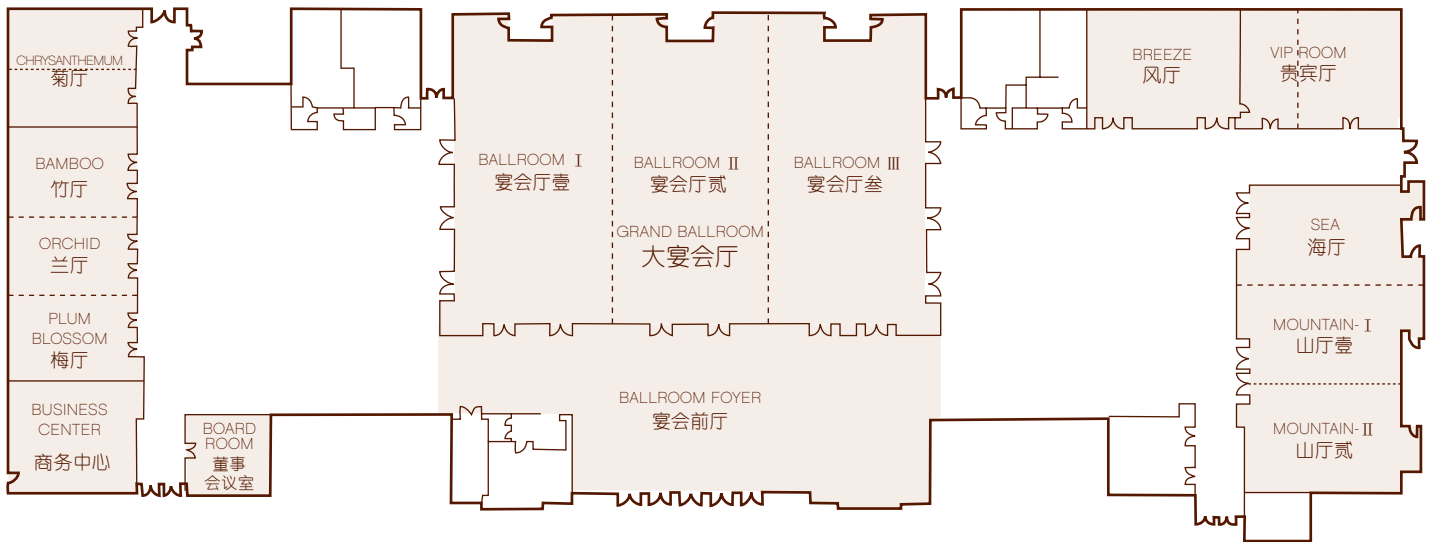 CHRYSANTHEMUM
菊厅
BAMBOO
竹厅
ORCHID
兰厅
PLUM
BLOSSOM
梅厅
BUSINESS
CENTER
商务中心
BOARD
ROOM
董事
会议室
BALLROOM Ⅰ
宴会厅壹
BALLROOM Ⅱ
宴会厅贰
BALLROOM Ⅲ
宴会厅叁
GRAND BALLROOM
大宴会厅
BALLROOM FOYER
宴会前厅
BREEZE
风厅
VIP ROOM
贵宾厅
SEA
海厅
MOUNTAIN-Ⅰ
山厅壹
MOUNTAIN-Ⅱ
山厅贰